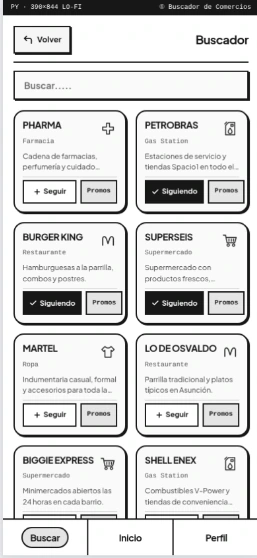 PY · 390×844 LO-FI
® Buscador de Comercios
Volver
Buscador
Buscar.....
PHARMA
Farmacia
Cadena de farmacias,
perfumería y cuidado...
+ Seguir
Promos
PETROBRAS
Gas Station
Estaciones de servicio y
tiendas Spacio1 en todo el...
✓ Siguiendo
Promos
BURGER KING
Restaurante
Hamburguesas a la parrilla,
combos y postres.
✓ Siguiendo
Promos
SUPERSEIS
Supermercado
Supermercado con
productos frescos,...
✓ Siguiendo
Promos
MARTEL
Ropa
Indumentaria casual, formal
y accesorios para toda la...
+ Seguir
Promos
LO DE OSVALDO
Restaurante
Parrilla tradicional y platos
típicos en Asunción.
+ Seguir
Promos
BIGGIE EXPRESS
Supermercado
Minimercados abiertos las
24 horas en cada barrio.
SHELL ENEX
Gas Station
Combustibles V-Power y
tiendas de conveniencia...
Buscar
Inicio
Perfil